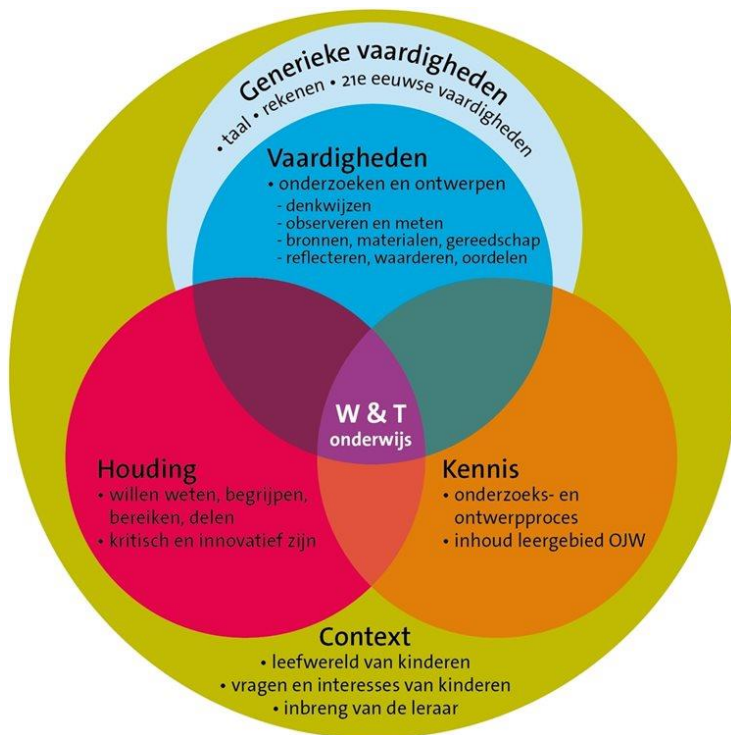 Generieke vaardigheden
• taal • rekenen • 21e eeuwse vaardigheden
Vaardigheden
• onderzoeken en ontwerpen
- denkwijzen
- observeren en meten
- bronnen, materialen, gereedschap
- reflecteren, waarderen, oordelen
W & T
onderwijs
Houding
• willen weten, begrijpen,
bereiken, delen
• kritisch en innovatief zijn
Kennis
• onderzoeks- en
ontwerpproces
• inhoud leergebied OJW
Context
• leefwereld van kinderen
• vragen en interesses van kinderen
• inbreng van de leraar